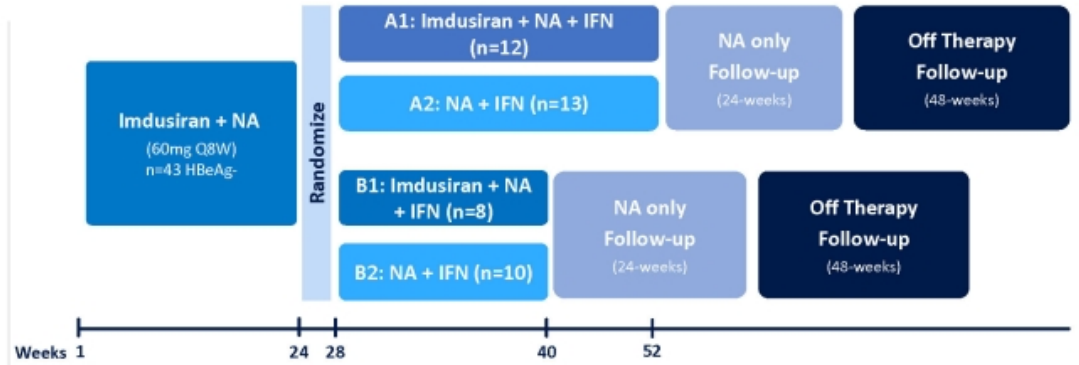 Imdusiran + NA
(60mg Q8W)
n=43 HBeAg-
Randomize
A1: Imdusiran + NA + IFN
(n=12)
A2: NA + IFN (n=13)
NA only
Follow-up
(24-weeks)
Off Therapy
Follow-up
(48-weeks)
B1: Imdusiran + NA
+ IFN (n=8)
B2: NA + IFN (n=10)
NA only
Follow-up
(24-weeks)
Off Therapy
Follow-up
(48-weeks)
Weeks 1 24 28 40 52